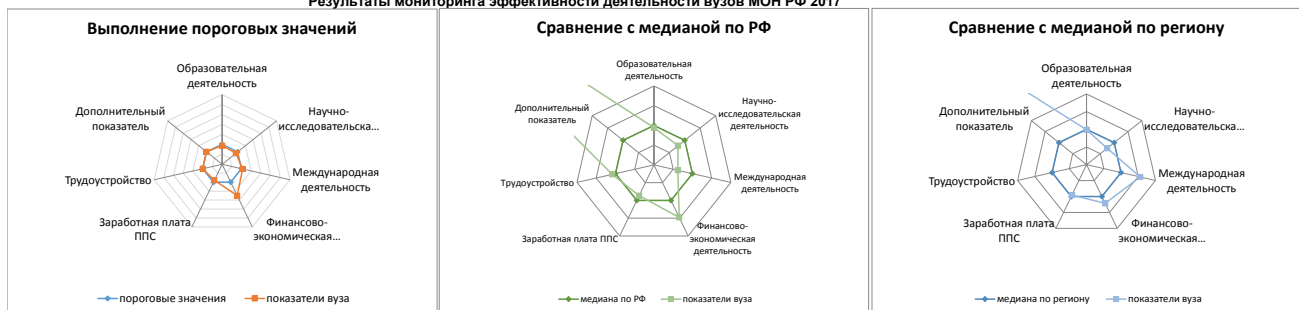 Результаты мониторинга эффективности деятельности вузов МОН РФ 2017
Выполнение пороговых значений
Образовательная
деятельность
Научно-
исследовательска…
Международная
деятельность
Финансово-
экономическая…
Заработная плата
ППС
Трудоустройство
Дополнительный
показатель
пороговые значения
показатели вуза
Сравнение с медианой по РФ
Образовательная
деятельность
Научно-
исследовательская
деятельность
Международная
деятельность
Финансово-
экономическая
деятельность
Заработная плата ППС
Трудоустройство
Дополнительный
показатель
медиана по РФ
показатели вуза
Сравнение с медианой по региону
Образовательная
деятельность
Научно-
исследовательска…
Международная
деятельность
Финансово-
экономическая…
Заработная плата
ППС
Трудоустройство
Дополнительный
показатель
медиана по региону
показатели вуза